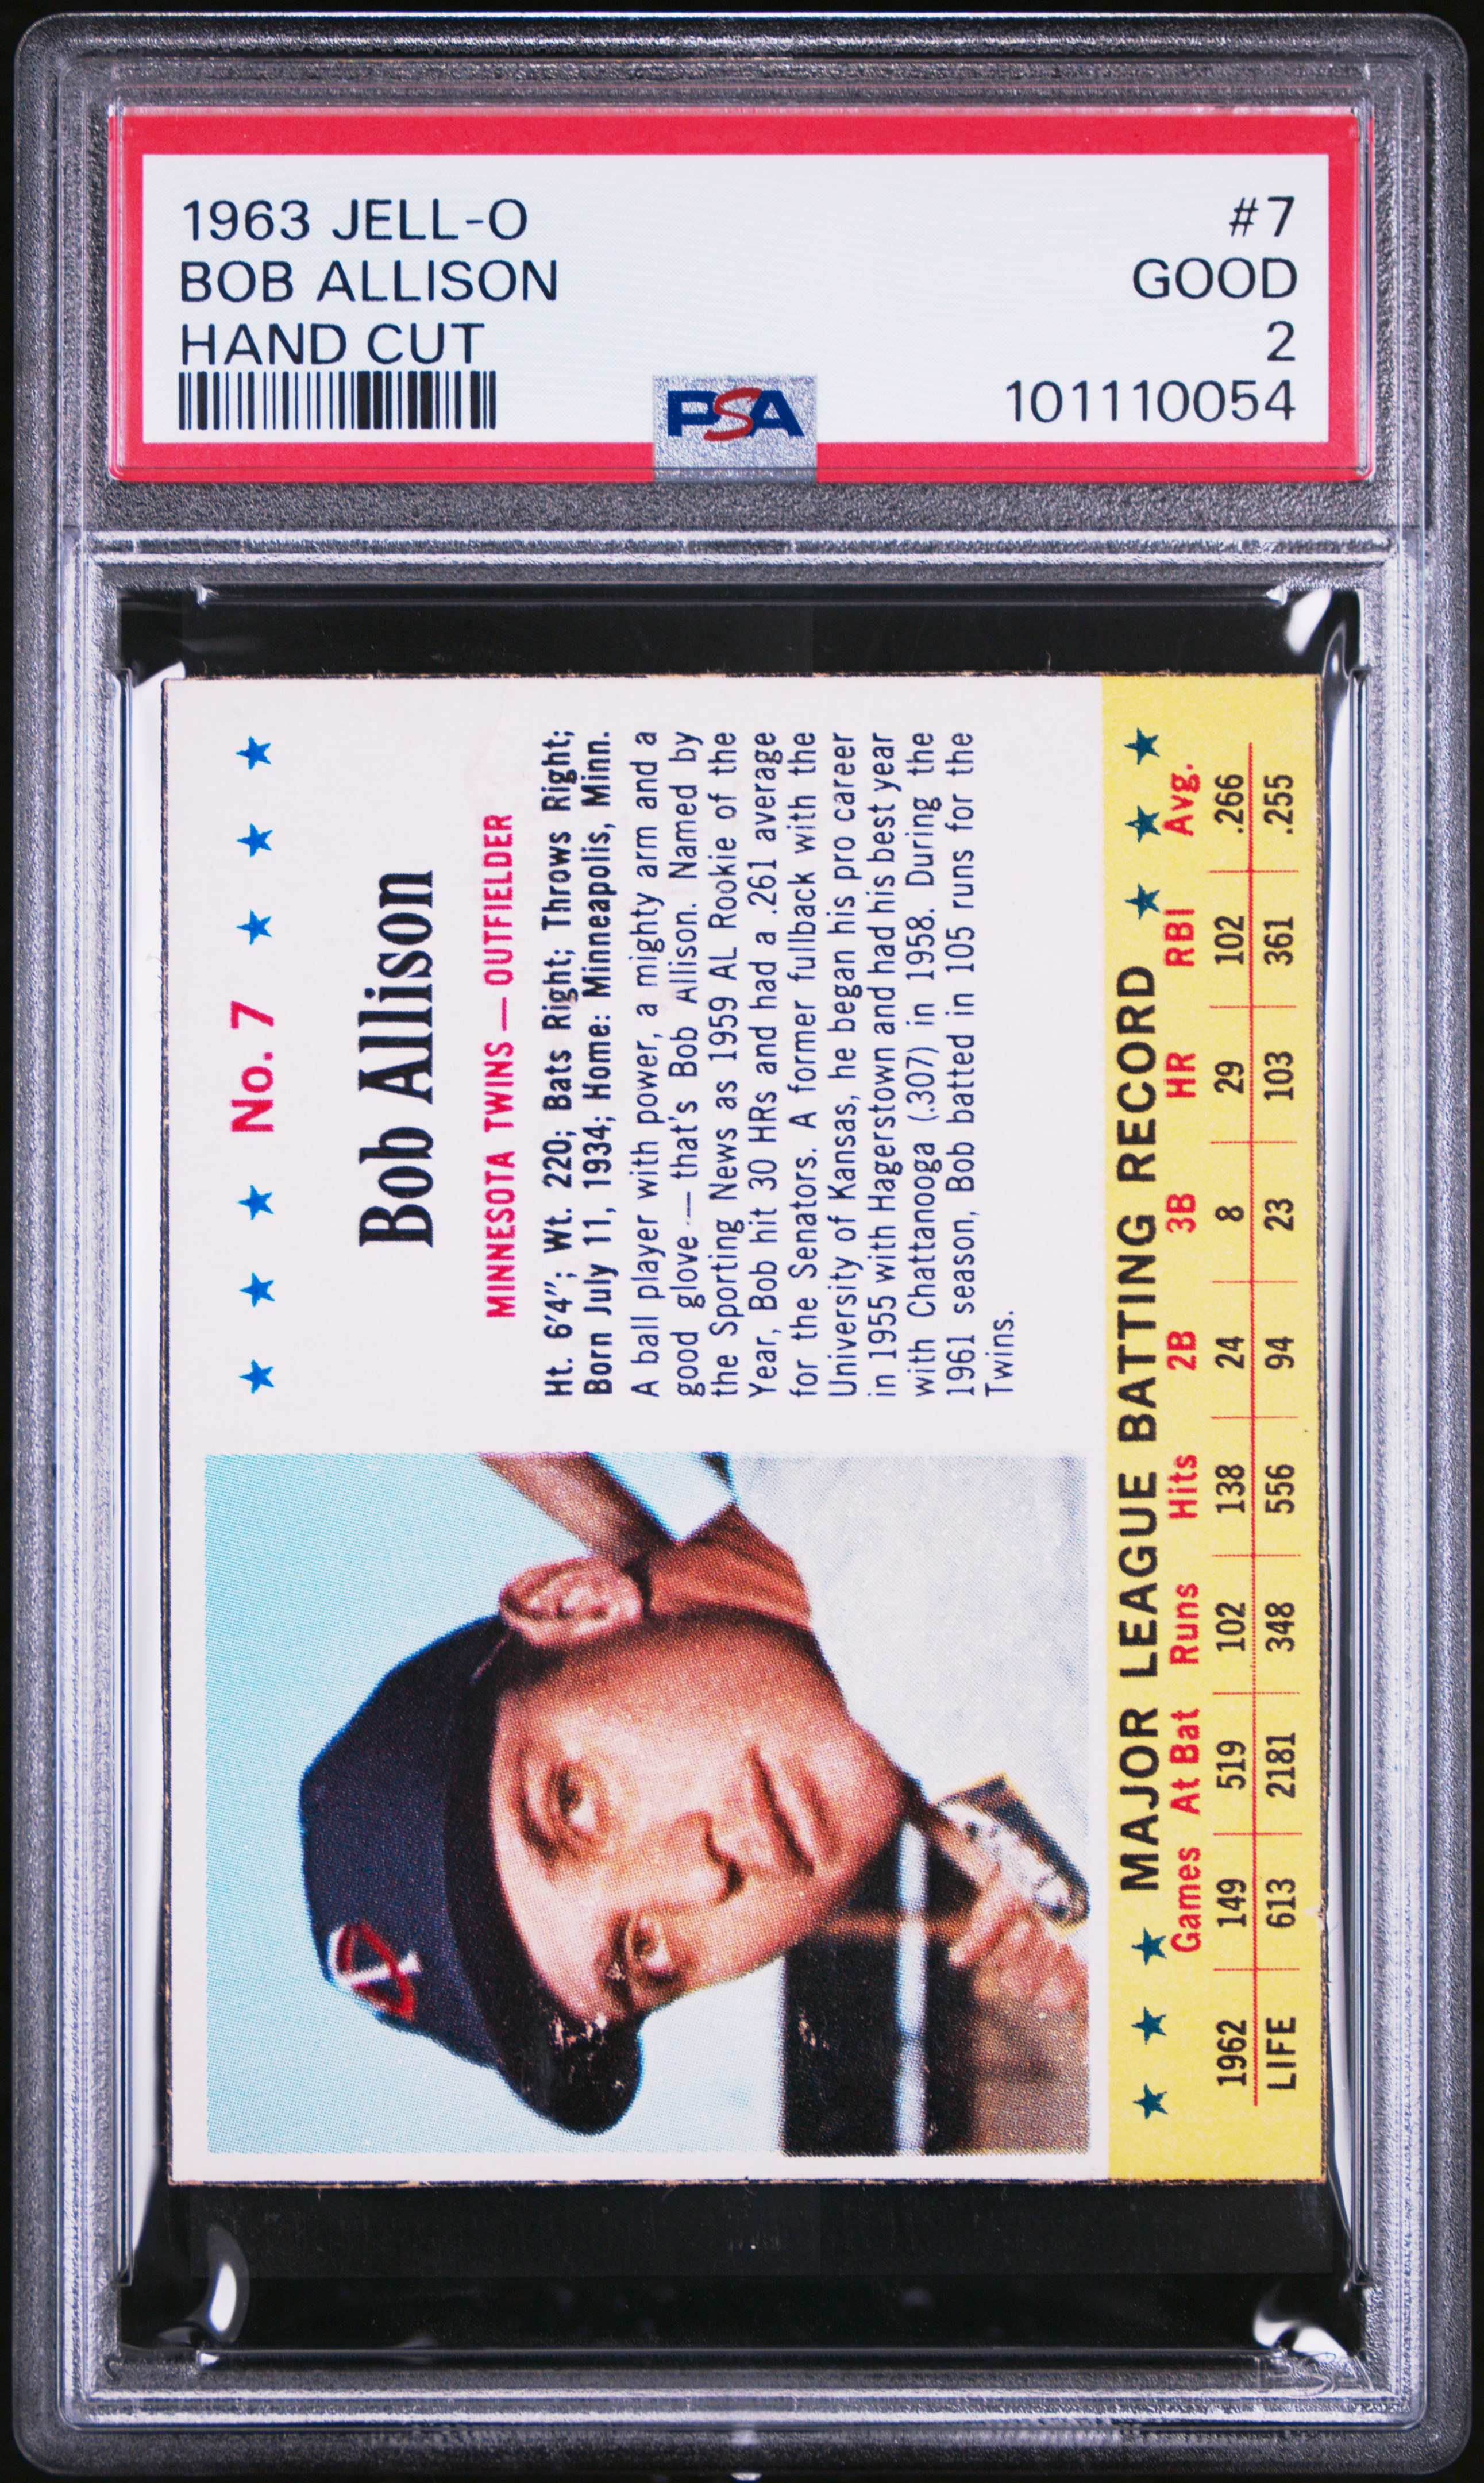 1963 JELL-O #7
BOB ALLISON GOOD
HAND CUT 2
PSA 101110054
No. 7
Bob Allison
MINNESOTA TWINS — OUTFIELDER
Ht. 6'4"; Wt. 220; Bats Right; Throws Right;
Born July 11, 1934; Home: Minneapolis, Minn.
A ball player with power, a mighty arm and a
good glove — that's Bob Allison. Named by
the Sporting News as 1959 AL Rookie of the
Year, Bob hit 30 HRs and had a .261 average
for the Senators. A former fullback with the
University of Kansas, he began his pro career
in 1955 with Hagerstown and had his best year
with Chattanooga (.307) in 1958. During the
1961 season, Bob batted in 105 runs for the
Twins.
MAJOR LEAGUE BATTING RECORD
Games At Bat Runs Hits 2B 3B HR RBI Avg.
1962 149 519 102 138 24 8 29 102 .266
LIFE 613 2181 348 556 94 23 103 361 .255
PSA